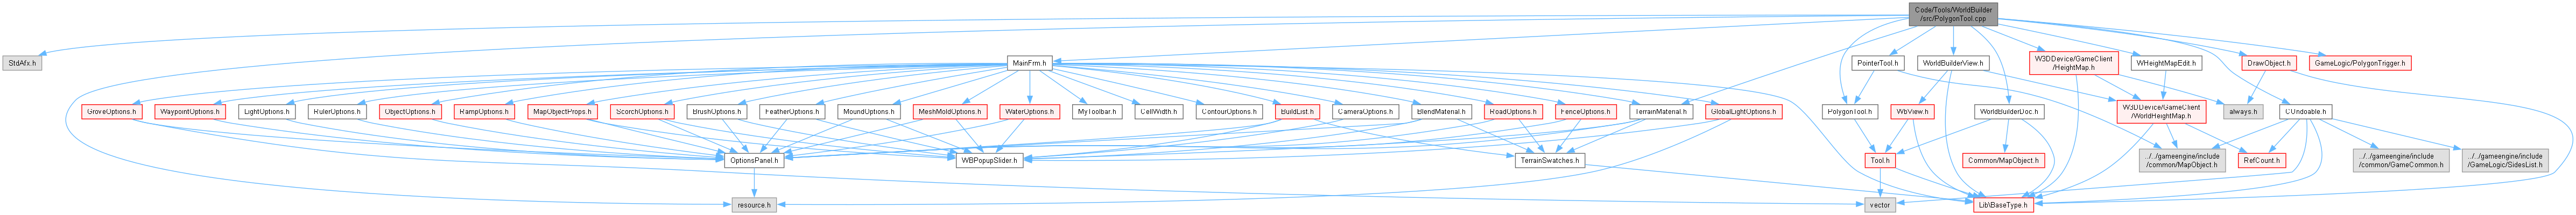 Code/Tools/WorldBuilder
/src/PolygonTool.cpp
StdAfx.h
MainFrm.h
PointerTool.h
WorldBuilderView.h
W3DDevice/GameClient
/HeightMap.h
WHeightMapEdit.h
DrawObject.h
GameLogic/PolygonTrigger.h
GroveOptions.h
WaypointOptions.h
LightOptions.h
RulerOptions.h
ObjectOptions.h
RampOptions.h
MapObjectProps.h
ScorchOptions.h
BrushOptions.h
FeatherOptions.h
MoundOptions.h
MeshMoldOptions.h
WaterOptions.h
MyToolbar.h
CellWidth.h
ContourOptions.h
BuildList.h
CameraOptions.h
BlendMaterial.h
RoadOptions.h
FenceOptions.h
TerrainMaterial.h
GlobalLightOptions.h
PolygonTool.h
WbView.h
WorldBuilderDoc.h
W3DDevice/GameClient
/WorldHeightMap.h
always.h
CUndoable.h
OptionsPanel.h
WBPopupSlider.h
TerrainSwatches.h
Tool.h
Common/MapObject.h
../../gameengine/include
/common/MapObject.h
RefCount.h
../../gameengine/include
/common/GameCommon.h
../../gameengine/include
/GameLogic/SidesList.h
resource.h
vector
Lib\BaseType.h